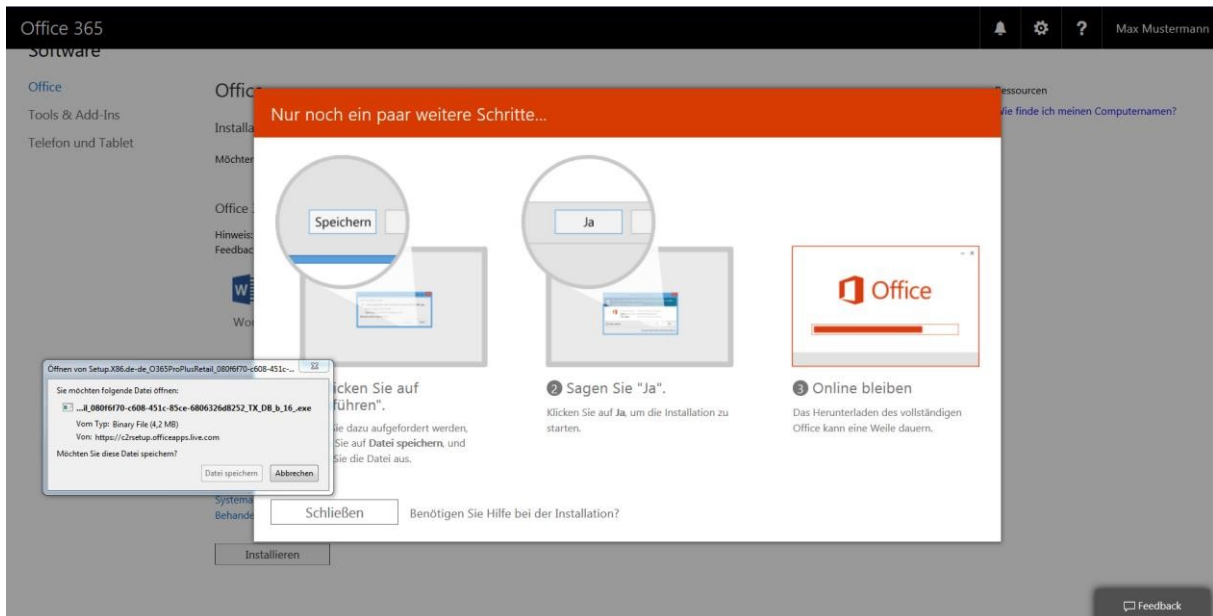 Office 365
Max Mustermann
Software
Office
Tools & Add-Ins
Telefon und Tablet
Office
Installa
Möchten
Office
Hinweis:
Feedbac
W
Wor
Ressourcen
Wie finde ich meinen Computernamen?
Nur noch ein paar weitere Schritte...
Speichern
Ja
Office
icken Sie auf
führen".
ie dazu aufgefordert werden,
Sie auf Datei speichern, und
Sie die Datei aus.
2 Sagen Sie "Ja".
Klicken Sie auf Ja, um die Installation zu
starten.
3 Online bleiben
Das Herunterladen des vollständigen
Office kann eine Weile dauern.
Öffnen von Setup.X86.de-de_O365ProPlusRetail_080f6f70-c608-451c-...
Sie möchten folgende Datei öffnen:
...il_080f6f70-c608-451c-85ce-6806326d8252_TX_DB_b_16_.exe
Vom Typ: Binary File (4,2 MB)
Von: https://c2rsetup.officeapps.live.com
Möchten Sie diese Datei speichern?
Datei speichern
Abbrechen
Systema
Behande
Schließen
Benötigen Sie Hilfe bei der Installation?
Installieren
Feedback